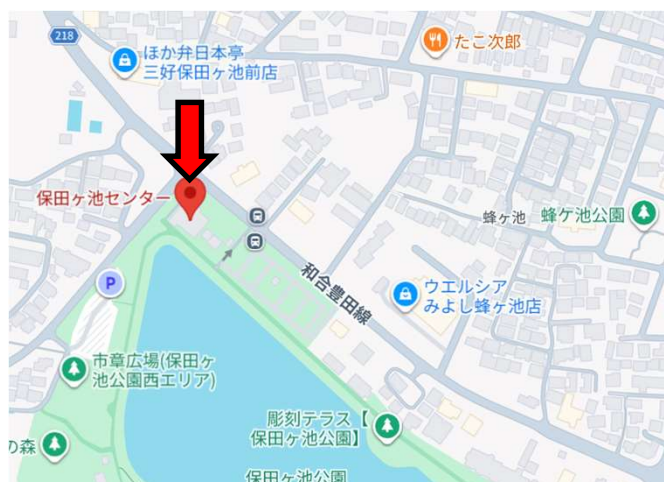 218
ほか弁日本亭
三好保田ヶ池前店
たこ次郎
保田ヶ池センター
蜂ヶ池
蜂ケ池公園
P
和合豊田線
ウエルシア
みよし蜂ヶ池店
市章広場(保田ヶ
池公園西エリア)
彫刻テラス【
保田ヶ池公園】
の森
保田ヶ池公園